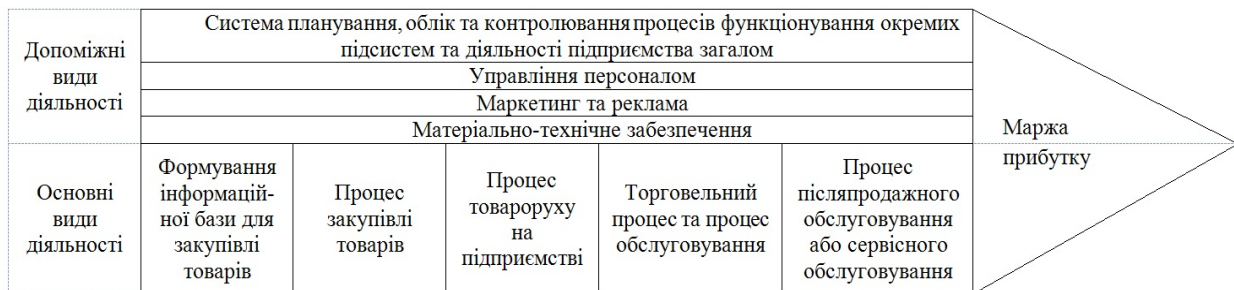 Допоміжні
види
діяльності
Система планування, облік та контролювання процесів функціонування окремих
підсистем та діяльності підприємства загалом
Управління персоналом
Маркетинг та реклама
Матеріально-технічне забезпечення
Маржа
прибутку
Основні
види
діяльності
Формування
інформацій-
ної бази для
закупівлі
товарів
Процес
закупівлі
товарів
Процес
товароруху
на
підприємстві
Торговельний
процес та процес
обслуговування
Процес
післяпродажного
обслуговування
або сервісного
обслуговування